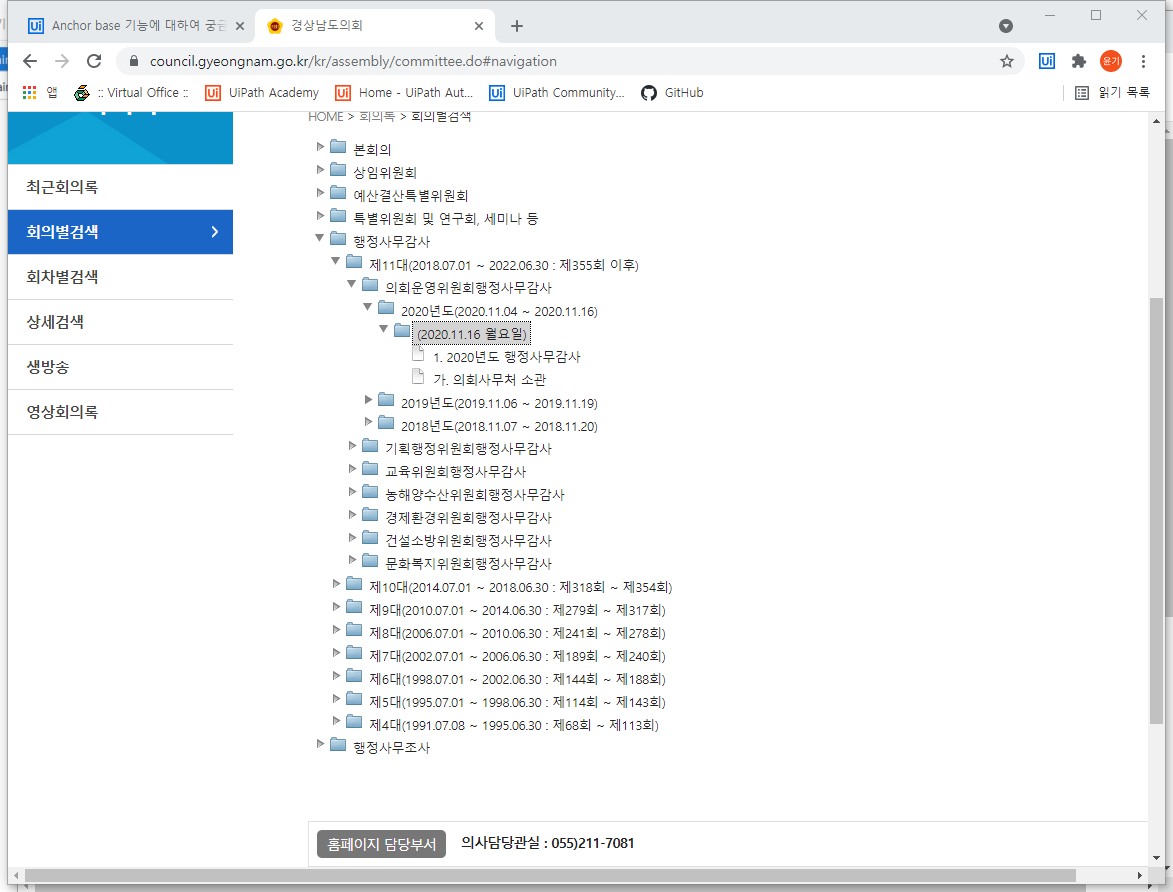 Anchor base 기능에 대하여 궁금
경상남도의회
council.gyeongnam.go.kr/kr/assembly/committee.do#navigation
Ui
윤기
앱
:: Virtual Office ::
UiPath Academy
Home - UiPath Aut...
UiPath Community...
GitHub
읽기 목록
HOME > 회의록 > 회의별검색
최근회의록
회의별검색
회차별검색
상세검색
생방송
영상회의록
본회의
상임위원회
예산결산특별위원회
특별위원회 및 연구회, 세미나 등
행정사무감사
제11대(2018.07.01 ~ 2022.06.30 : 제355회 이후)
의회운영위원회행정사무감사
2020년도(2020.11.04 ~ 2020.11.16)
(2020.11.16 월요일)
1. 2020년도 행정사무감사
가. 의회사무처 소관
2019년도(2019.11.06 ~ 2019.11.19)
2018년도(2018.11.07 ~ 2018.11.20)
기획행정위원회행정사무감사
교육위원회행정사무감사
농해양수산위원회행정사무감사
경제환경위원회행정사무감사
건설소방위원회행정사무감사
문화복지위원회행정사무감사
제10대(2014.07.01 ~ 2018.06.30 : 제318회 ~ 제354회)
제9대(2010.07.01 ~ 2014.06.30 : 제279회 ~ 제317회)
제8대(2006.07.01 ~ 2010.06.30 : 제241회 ~ 제278회)
제7대(2002.07.01 ~ 2006.06.30 : 제189회 ~ 제240회)
제6대(1998.07.01 ~ 2002.06.30 : 제144회 ~ 제188회)
제5대(1995.07.01 ~ 1998.06.30 : 제114회 ~ 제143회)
제4대(1991.07.08 ~ 1995.06.30 : 제68회 ~ 제113회)
행정사무조사
홈페이지 담당부서 의사담당관실 : 055)211-7081